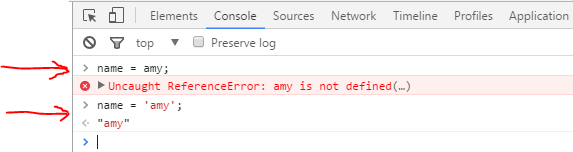 Elements Console Sources Network Timeline Profiles Application
top Preserve log
> name = amy;
Uncaught ReferenceError: amy is not defined(…)
> name = 'amy';
"amy"
>